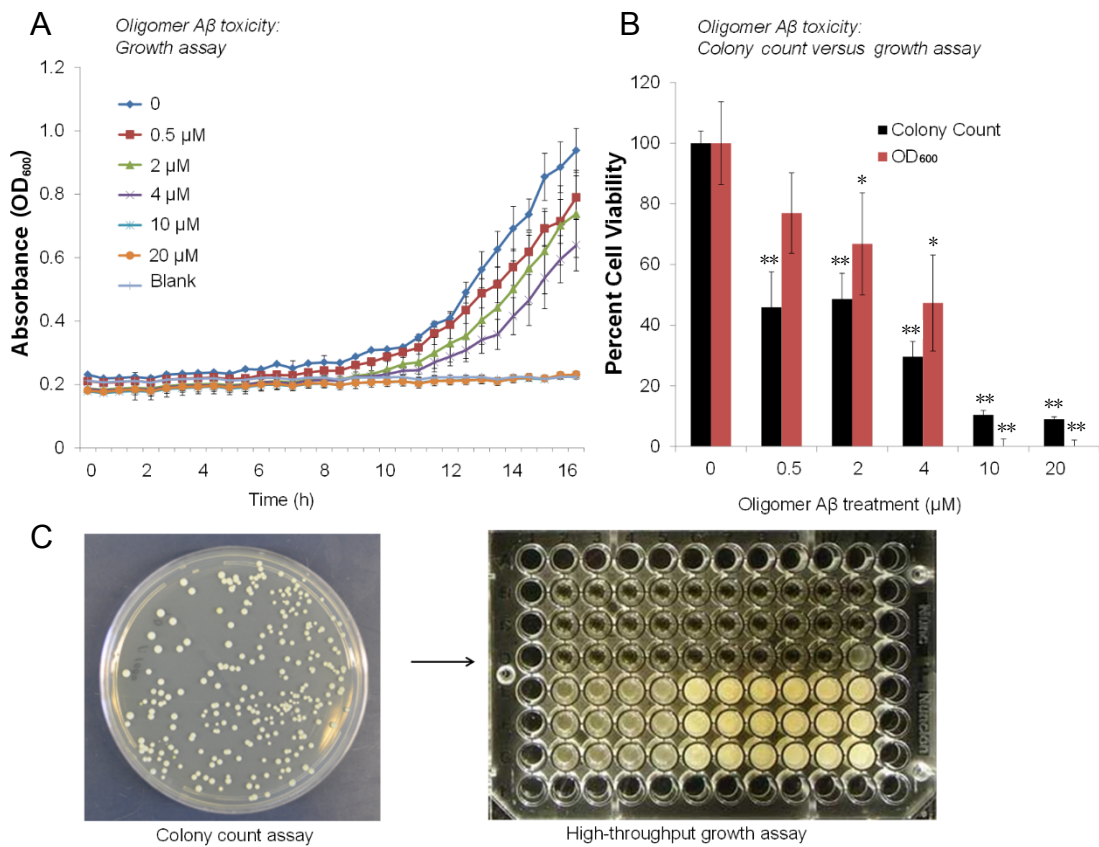 A
Oligomer Aβ toxicity:
Growth assay
1.2
1.0
0.8
0.6
0.4
0.2
0
Absorbance (OD600)
0
0.5 µM
2 µM
4 µM
10 µM
20 µM
Blank
0 2 4 6 8 10 12 14 16
Time (h)
B
Oligomer Aβ toxicity:
Colony count versus growth assay
Percent Cell Viability
120
100
80
60
40
20
0
Colony Count
OD600
**
**
*
**
*
**
**
**
**
0 0.5 2 4 10 20
Oligomer Aβ treatment (µM)
C
Colony count assay
Nunc
Nunclon
High-throughput growth assay